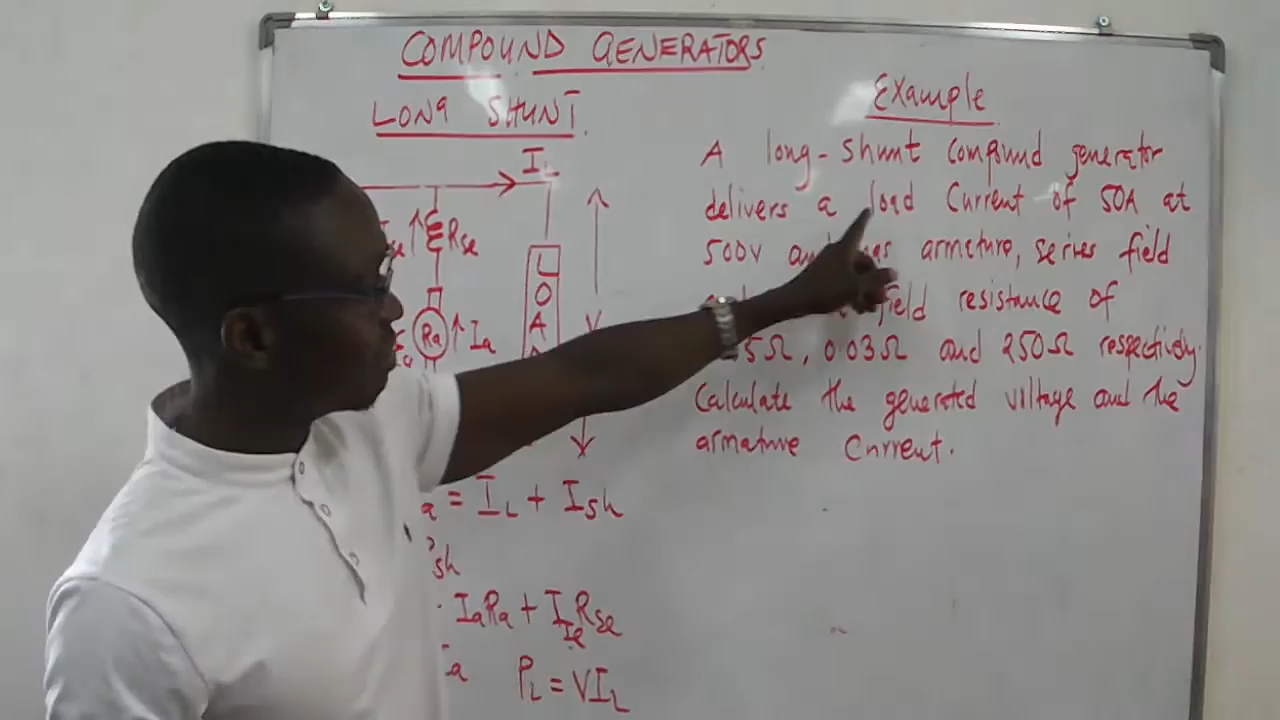 COMPOUND GENERATORS
LONG SHUNT
IL
Rse
Ra Ia
LOA
V
= IL + Ish
sh
IaRa + IseRse
PL = VIL
Example
A long-shunt compound generator
delivers a load current of 50A at
500V armature, series field
field resistance of
5Ω, 0.03Ω and 250Ω respectively.
Calculate the generated voltage and the
armature current.